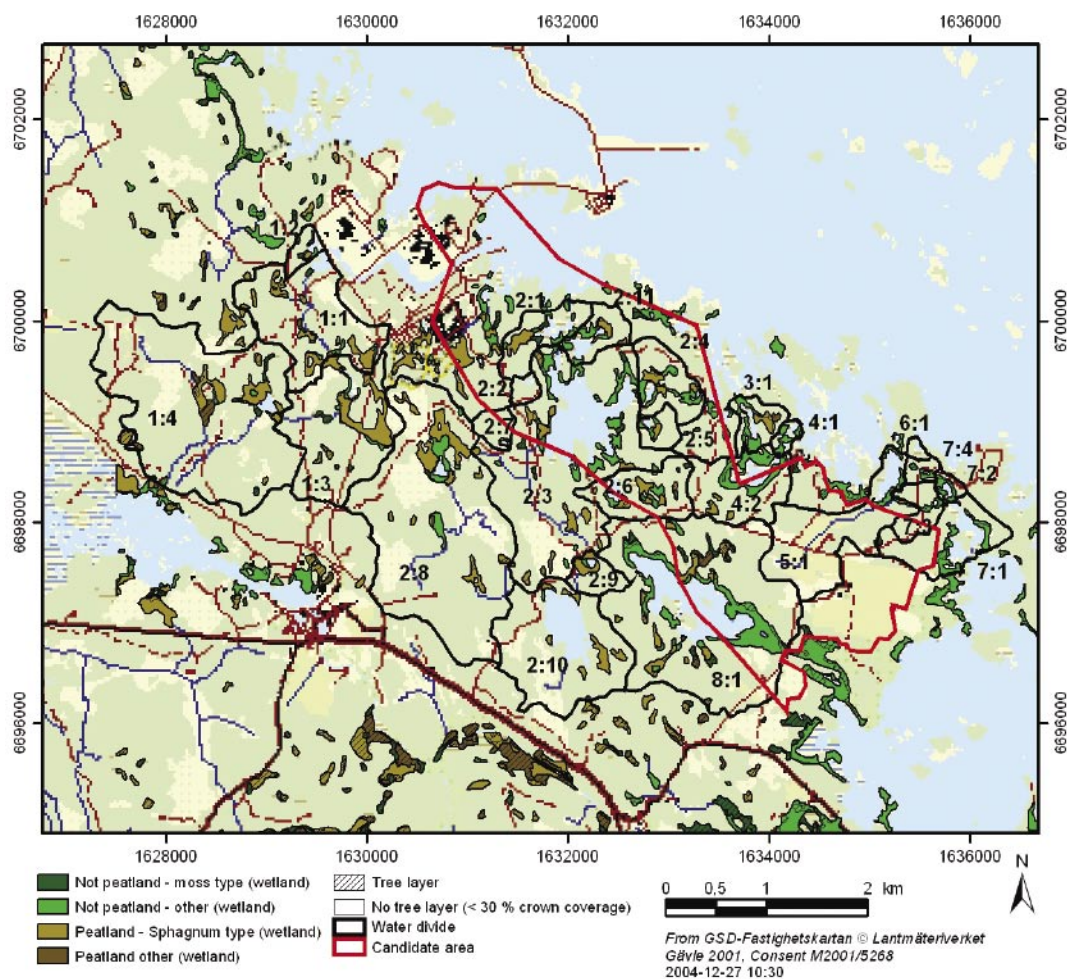 1628000 1630000 1632000 1634000 1636000
6702000 6702000
1:2
6700000 1:1 2:1 2:11 6700000
2:4
2:2 3:1
1:4 2:7 4:1 6:1
2:5 7:4
1:3 2:3 2:6 7:2
4:2
6698000 7:3 6698000
5:1 7:1
2:8 2:9
2:10 8:1
6696000 6696000
1628000 1630000 1632000 1634000 1636000
N
Not peatland - moss type (wetland) Tree layer 0 0,5 1 2 km
Not peatland - other (wetland) No tree layer (< 30 % crown coverage)
Peatland - Sphagnum type (wetland) Water divide
Peatland other (wetland) Candidate area
From GSD-Fastighetskartan © Lantmäteriverket
Gävle 2001, Consent M2001/5268
2004-12-27 10:30